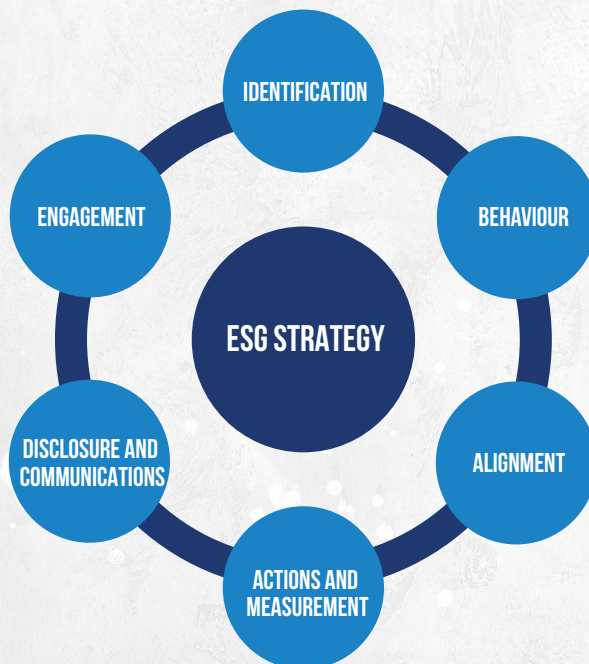 IDENTIFICATION
ENGAGEMENT
BEHAVIOUR
ESG STRATEGY
DISCLOSURE AND
COMMUNICATIONS
ALIGNMENT
ACTIONS AND
MEASUREMENT